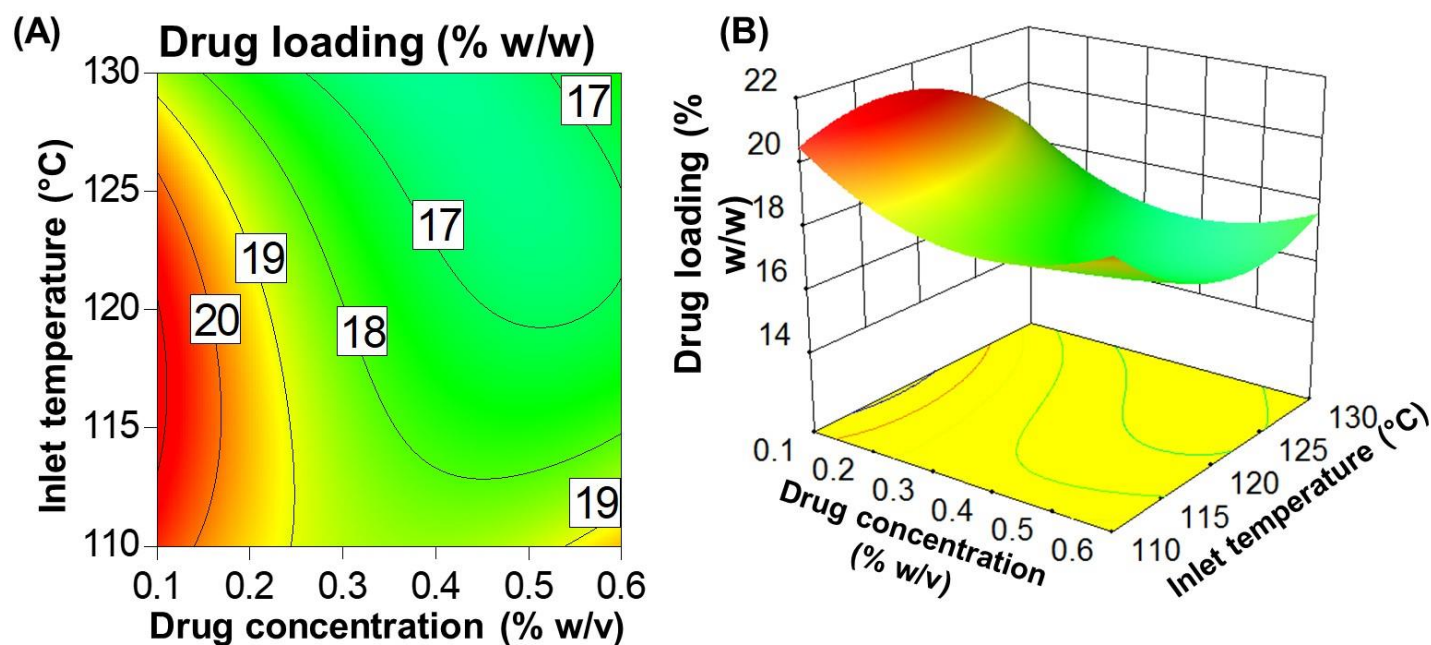 (A)
Drug loading (% w/w)
130
125
120
115
110
Inlet temperature (°C)
17
17
19
20
18
19
0.1 0.2 0.3 0.4 0.5 0.6
Drug concentration (% w/v)
(B)
22
20
18
16
14
Drug loading (%
w/w)
0.1
0.2
0.3
0.4
0.5
0.6
Drug concentration
(% w/v)
110
115
120
125
130
Inlet temperature (°C)